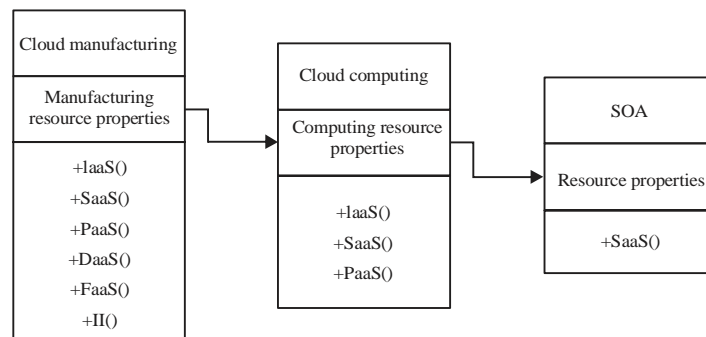 Cloud manufacturing
Manufacturing
resource properties
+IaaS()
+SaaS()
+PaaS()
+DaaS()
+FaaS()
+II()
Cloud computing
Computing resource
properties
+IaaS()
+SaaS()
+PaaS()
SOA
Resource properties
+SaaS()